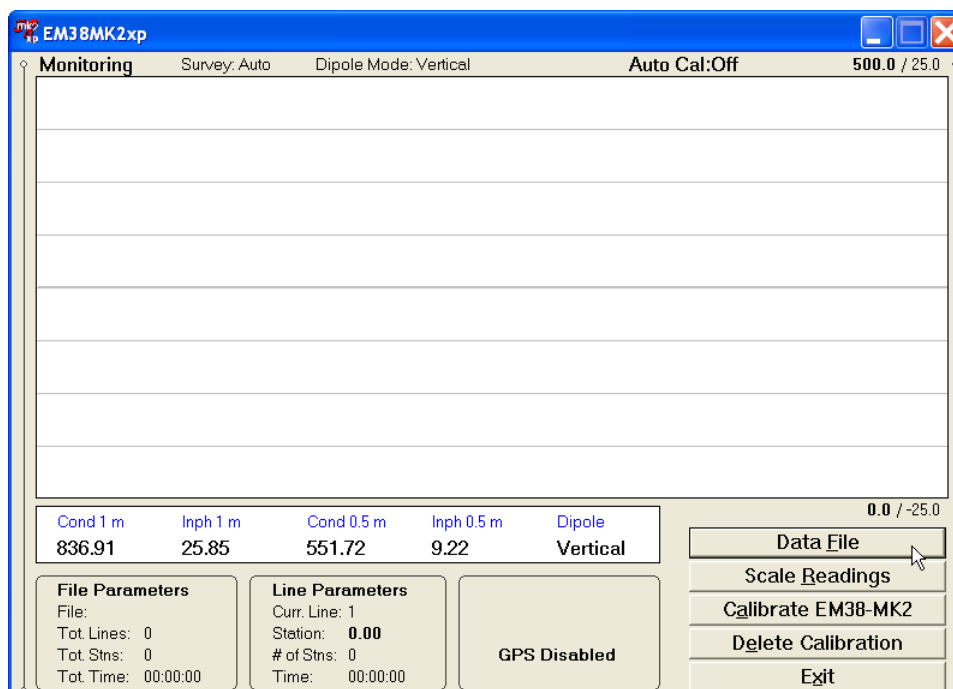 mk2 xp EM38MK2xp
Monitoring Survey: Auto Dipole Mode: Vertical Auto Cal:Off 500.0 / 25.0
0.0 / -25.0
Cond 1 m Inph 1 m Cond 0.5 m Inph 0.5 m Dipole
836.91 25.85 551.72 9.22 Vertical
Data File
Scale Readings
Calibrate EM38-MK2
Delete Calibration
Exit
File Parameters
File:
Tot. Lines: 0
Tot. Stns: 0
Tot. Time: 00:00:00
Line Parameters
Curr. Line: 1
Station: 0.00
# of Stns: 0
Time: 00:00:00
GPS Disabled